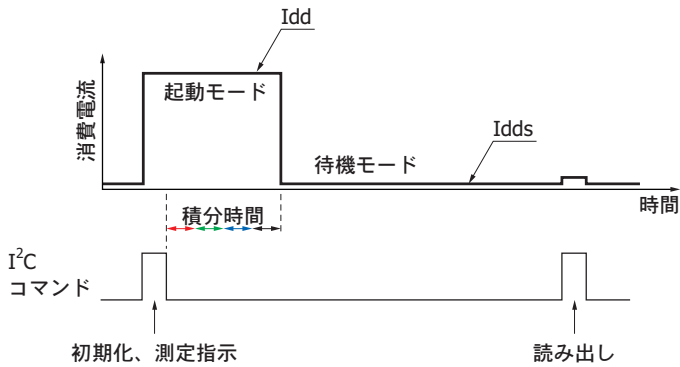 Idd
消費電流
起動モード
Idds
待機モード
時間
積分時間
I²C
コマンド
初期化、測定指示
読み出し